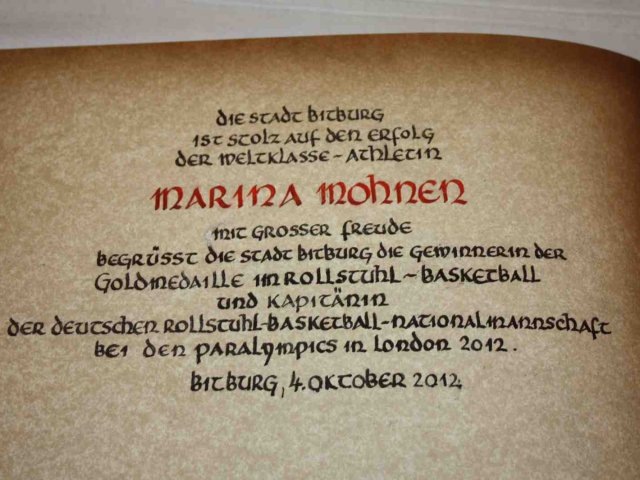 DIE STADT BITBURG
IST STOLZ AUF DEN ERFOLG
DER WELTKLASSE-ATHLETIN
MARINA MOHNEN
MIT GROSSER FREUDE
BEGRÜSST DIE STADT BITBURG DIE GEWINNERIN DER
GOLDMEDAILLE IM ROLLSTUHL-BASKETBALL
UND KAPITÄNIN
DER DEUTSCHEN ROLLSTUHL-BASKETBALL-NATIONALMANNSCHAFT
BEI DEN PARALYMPICS IN LONDON 2012.
BITBURG, 4. OKTOBER 2012